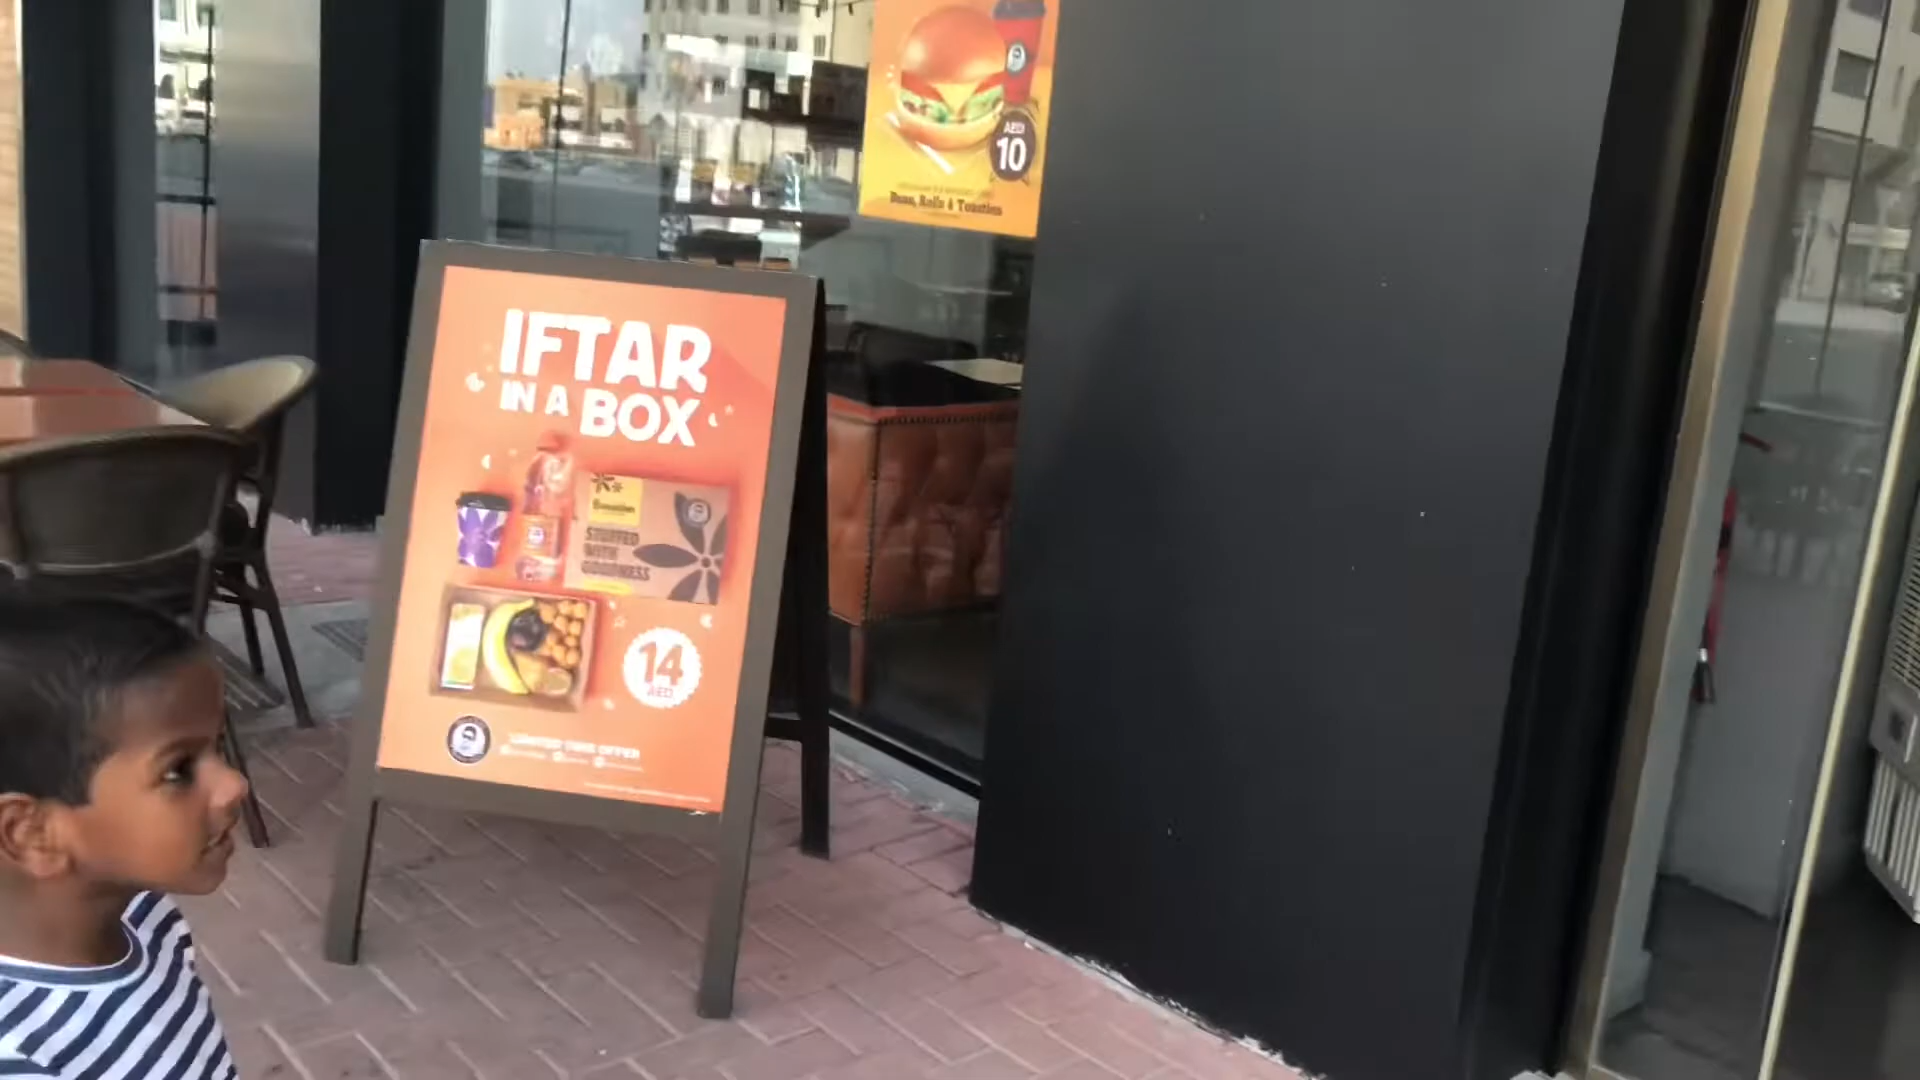 AED
10
Buns, Rolls & Toasties
IFTAR
IN A BOX
STUFFED
WITH
GOODNESS
14
AED
LIMITED TIME OFFER